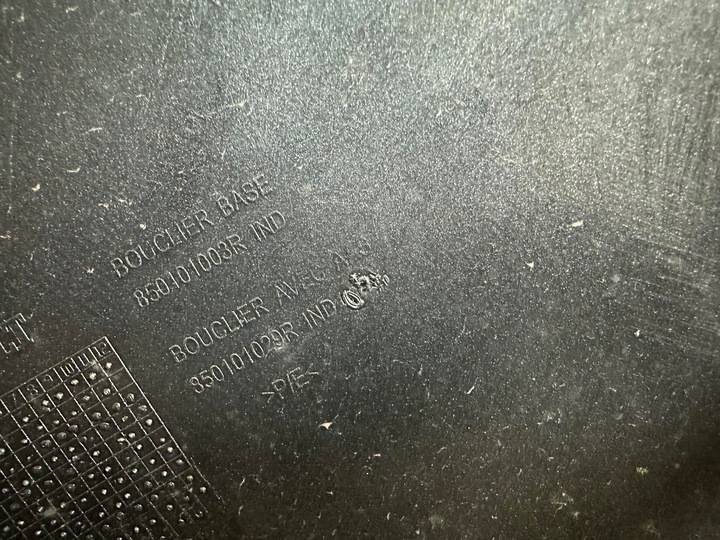 BOUCLIER BASE
850101003R IND
BOUCLIER AVEC
850101029R IND
>P/E<